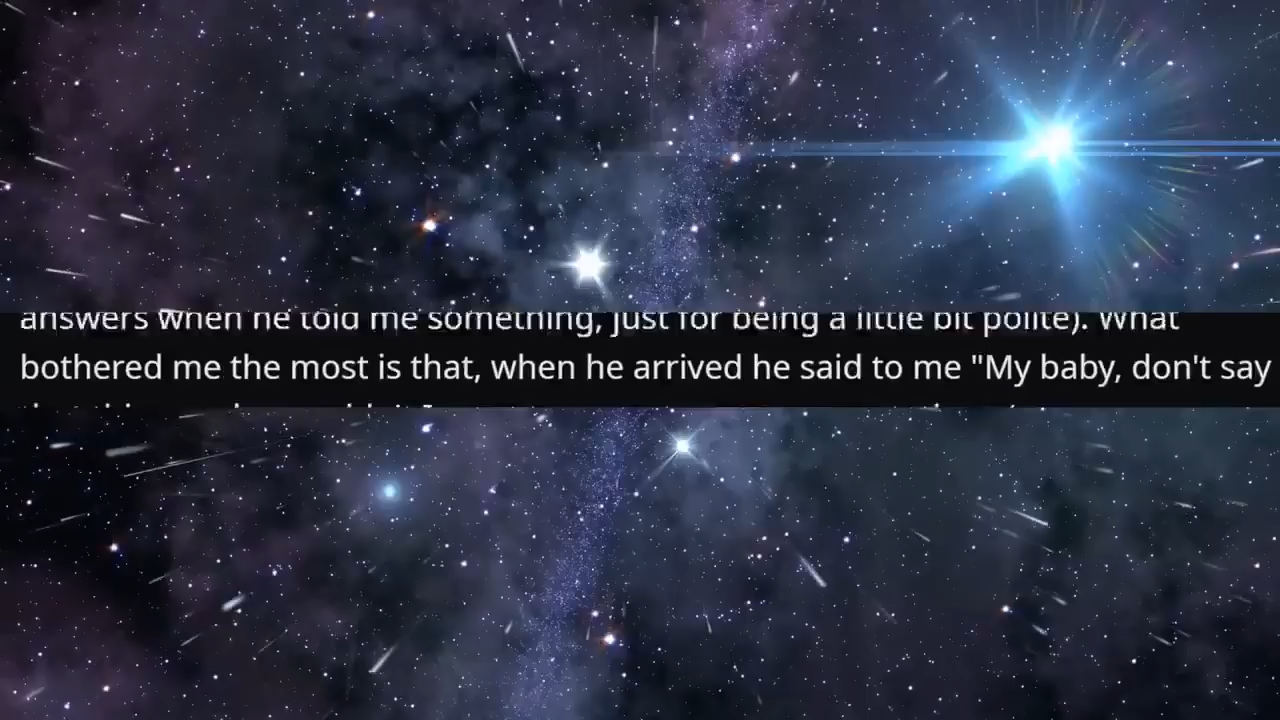 answers when he told me something, just for being a little bit polite). What
bothered me the most is that, when he arrived he said to me "My baby, don't say